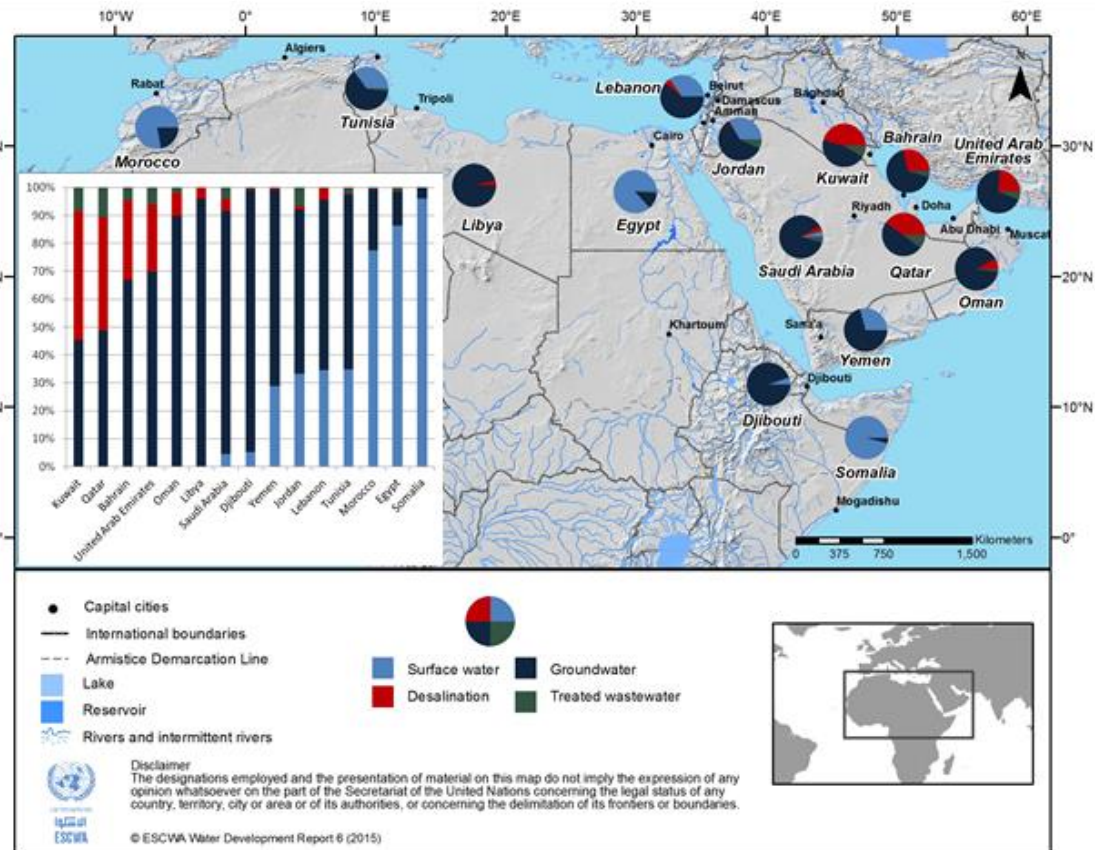 10°W
0°
10°E
20°E
30°E
40°E
50°E
60°E
Algiers
Rabat
Tunisia
Tripoli
Morocco
Lebanon
Beirut
Damascus
Amman
Baghdad
Cairo
Jordan
Kuwait
Bahrain
United Arab
Emirates
30°N
Libya
Egypt
Riyadh
Doha
Abu Dhabi
Muscat
Saudi Arabia
Qatar
Oman
20°N
Khartoum
Sana'a
Yemen
Djibouti
Djibouti
10°N
Somalia
Mogadishu
0°
Kilometers
0 375 750 1,500
100%
90%
80%
70%
60%
50%
40%
30%
20%
10%
0%
Kuwait
Qatar
Bahrain
United Arab Emirates
Oman
Libya
Saudi Arabia
Djibouti
Yemen
Jordan
Lebanon
Tunisia
Morocco
Egypt
Somalia
Capital cities
International boundaries
Armistice Demarcation Line
Lake
Reservoir
Rivers and intermittent rivers
Surface water
Groundwater
Desalination
Treated wastewater
Disclaimer
The designations employed and the presentation of material on this map do not imply the expression of any
opinion whatsoever on the part of the Secretariat of the United Nations concerning the legal status of any
country, territory, city or area or of its authorities, or concerning the delimitation of its frontiers or boundaries.
ESCWA
© ESCWA Water Development Report 6 (2015)